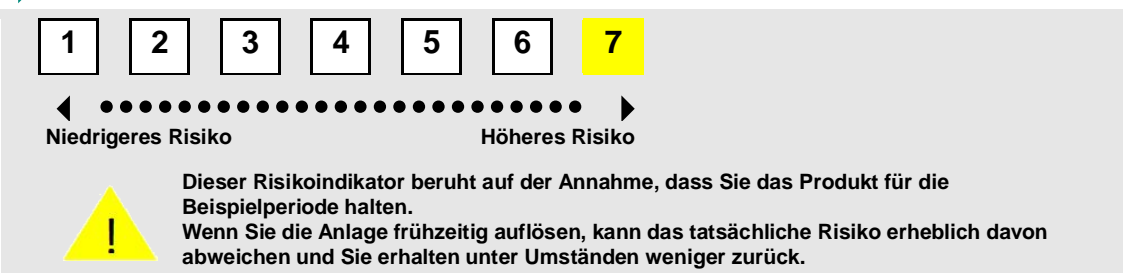 1 2 3 4 5 6 7
Niedrigeres Risiko Höheres Risiko
Dieser Risikoindikator beruht auf der Annahme, dass Sie das Produkt für die
Beispielperiode halten.
Wenn Sie die Anlage frühzeitig auflösen, kann das tatsächliche Risiko erheblich davon
abweichen und Sie erhalten unter Umständen weniger zurück.
!